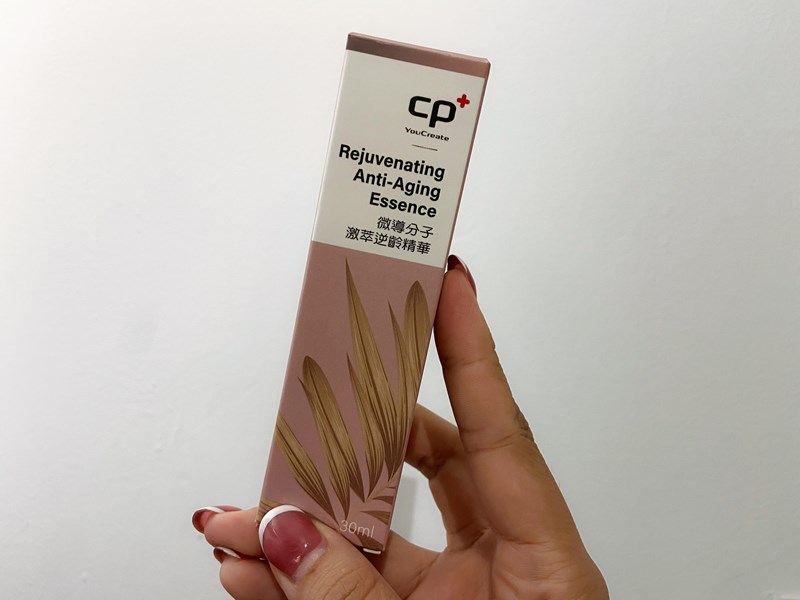 cp+
YouCreate
Rejuvenating
Anti-Aging
Essence
微導分子
激萃逆齡精華
30ml